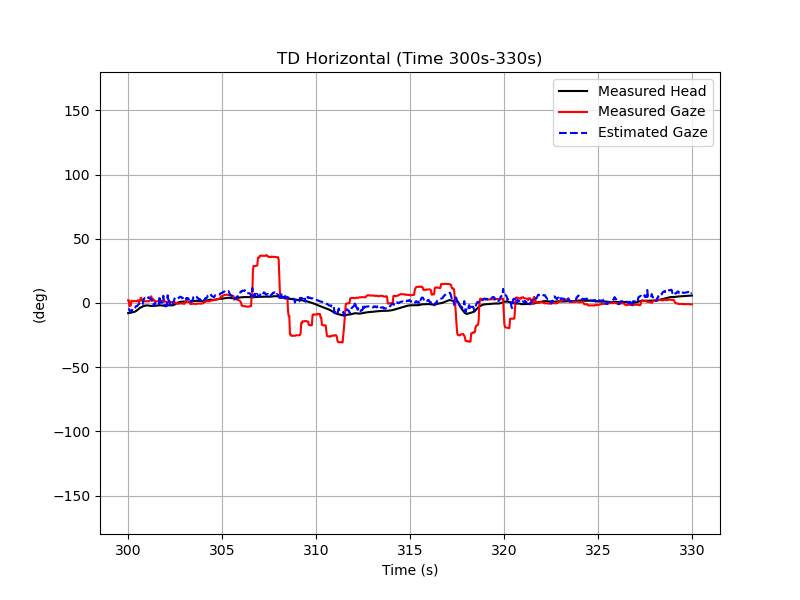 TD Horizontal (Time 300s-330s)
Measured Head
Measured Gaze
Estimated Gaze
150
100
50
0
−50
−100
−150
(deg)
300
305
310
315
320
325
330
Time (s)